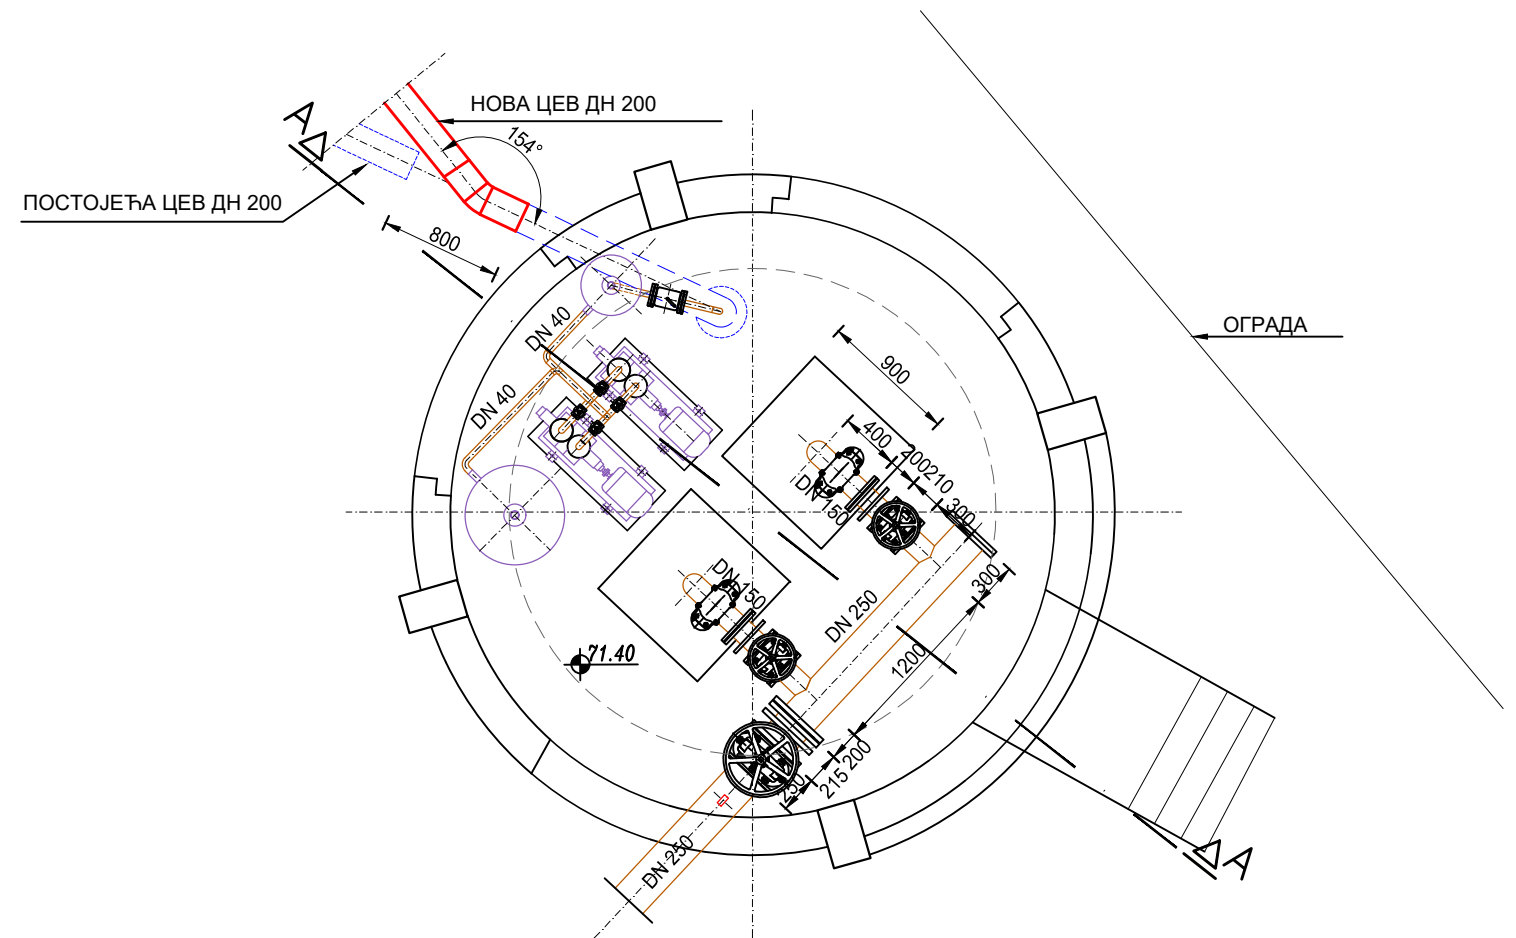 НОВА ЦЕВ ДН 200
A
154°
ПОСТОЈЕЋА ЦЕВ ДН 200
800
ОГРАДА
DN 40
900
DN 40
400
200
210
300
DN 150
DN 150
300
DN 250
71.40
1200
200
215
250
DN 250
A